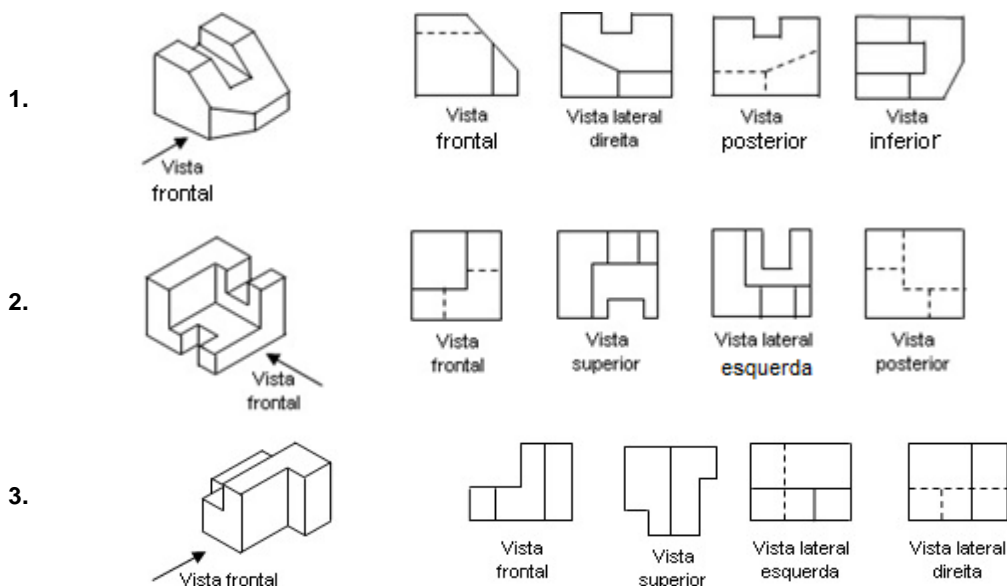 1.
Vista
frontal
Vista
frontal
Vista lateral
direita
Vista
posterior
Vista
inferior
2.
Vista
frontal
Vista
frontal
Vista
superior
Vista lateral
esquerda
Vista
posterior
3.
Vista frontal
Vista
frontal
Vista
superior
Vista lateral
esquerda
Vista lateral
direita